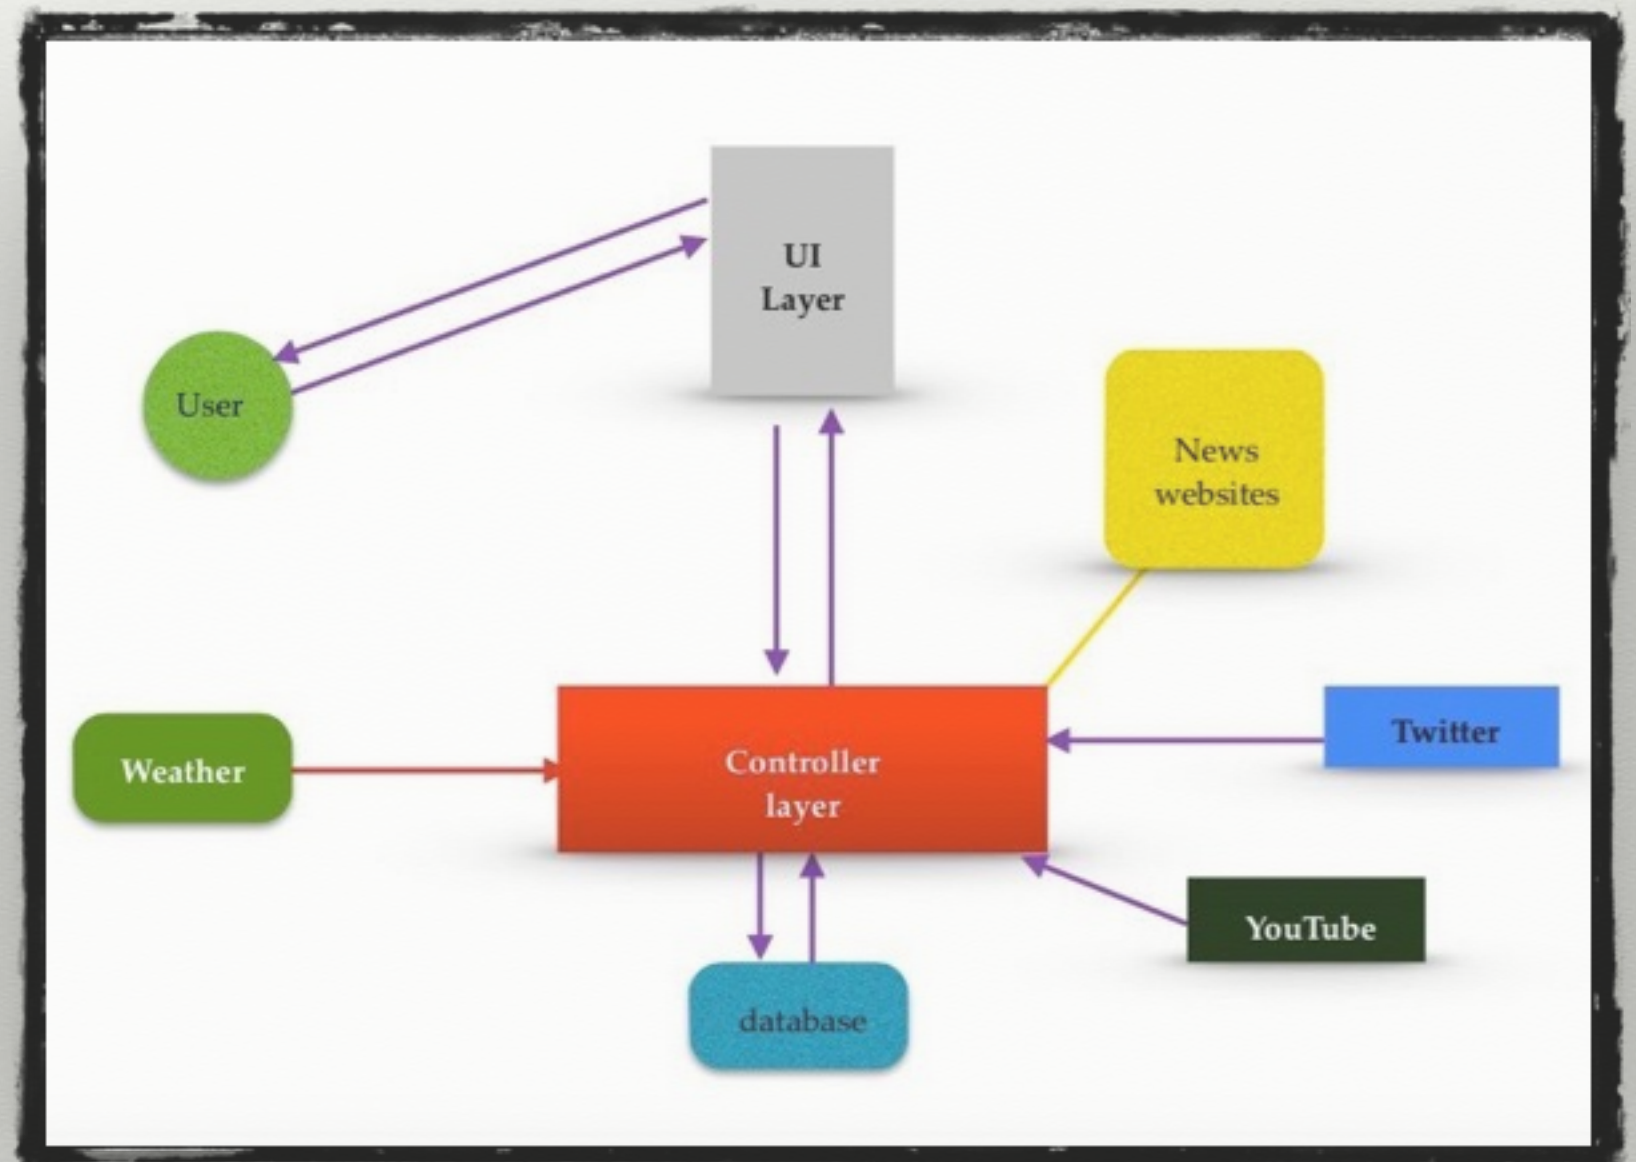 UI
Layer
User
News
websites
Weather
Controller
layer
Twitter
YouTube
database